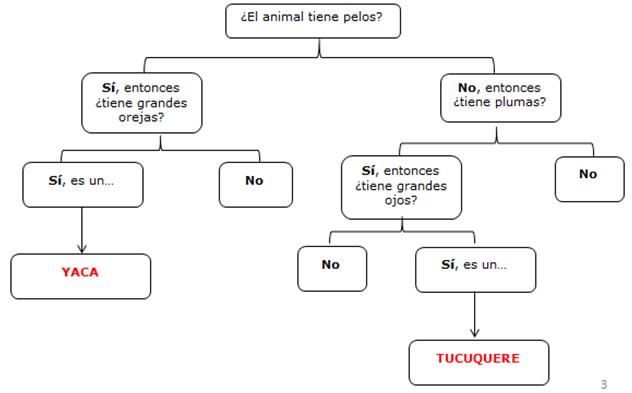 ¿El animal tiene pelos?
Sí, entonces
¿tiene grandes
orejas?
No, entonces
¿tiene plumas?
Sí, es un...
No
Sí, entonces
¿tiene grandes
ojos?
No
YACA
No
Sí, es un...
TUCUQUERE
3